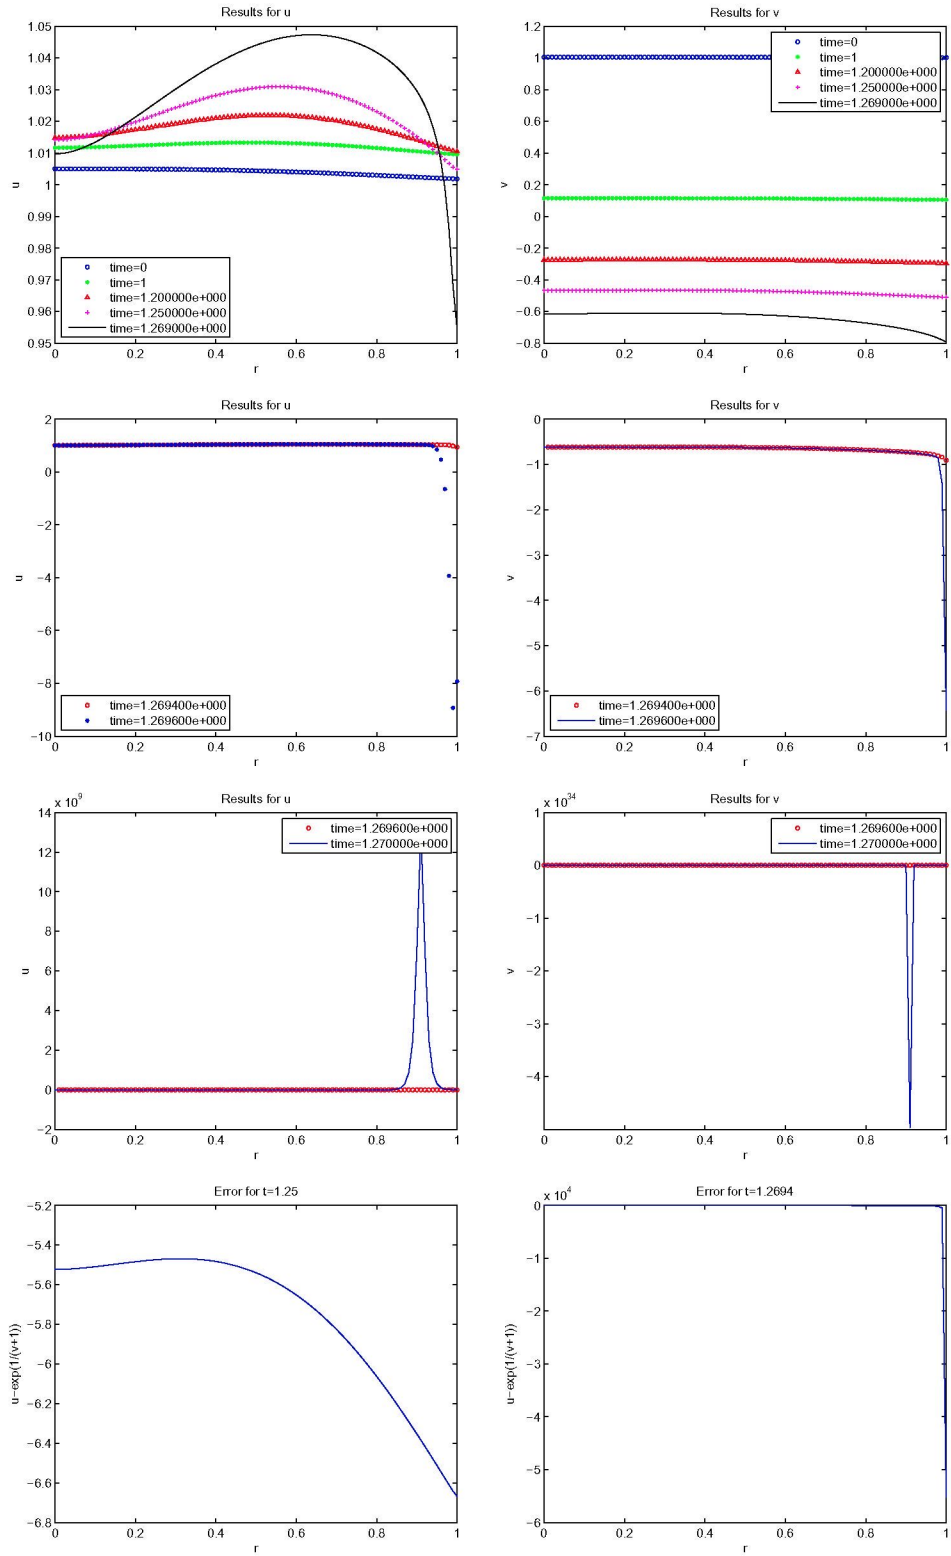 Results for u
1.05
1.04
1.03
1.02
1.01
1
0.99
0.98
0.97
0.96
0.95
u
time=0
time=1
time=1.200000e+000
time=1.250000e+000
time=1.269000e+000
0 0.2 0.4 0.6 0.8 1
r
Results for v
1.2
1
0.8
0.6
0.4
0.2
0
−0.2
−0.4
−0.6
−0.8
v
time=0
time=1
time=1.200000e+000
time=1.250000e+000
time=1.269000e+000
0 0.2 0.4 0.6 0.8 1
r
Results for u
2
0
−2
−4
−6
−8
−10
u
time=1.269400e+000
time=1.269600e+000
0 0.2 0.4 0.6 0.8 1
r
Results for v
0
−1
−2
−3
−4
−5
−6
−7
v
time=1.269400e+000
time=1.269600e+000
0 0.2 0.4 0.6 0.8 1
r
x 10^9
Results for u
14
12
10
8
6
4
2
0
−2
u
time=1.269600e+000
time=1.270000e+000
0 0.2 0.4 0.6 0.8 1
r
x 10^34
Results for v
1
0
−1
−2
−3
−4
v
time=1.269600e+000
time=1.270000e+000
0 0.2 0.4 0.6 0.8 1
r
Error for t=1.25
−5.2
−5.4
−5.6
−5.8
−6
−6.2
−6.4
−6.6
−6.8
u−exp(1/(v+1))
0 0.2 0.4 0.6 0.8 1
r
x 10^4
Error for t=1.2694
0
−1
−2
−3
−4
−5
−6
u−exp(1/(v+1))
0 0.2 0.4 0.6 0.8 1
r